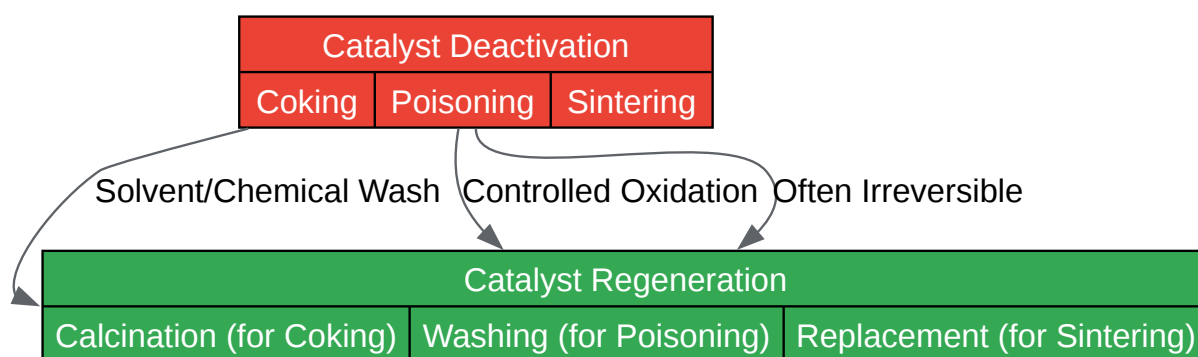 Catalyst Deactivation
Coking Poisoning Sintering
Solvent/Chemical Wash Controlled Oxidation Often Irreversible
Catalyst Regeneration
Calcination (for Coking) Washing (for Poisoning) Replacement (for Sintering)